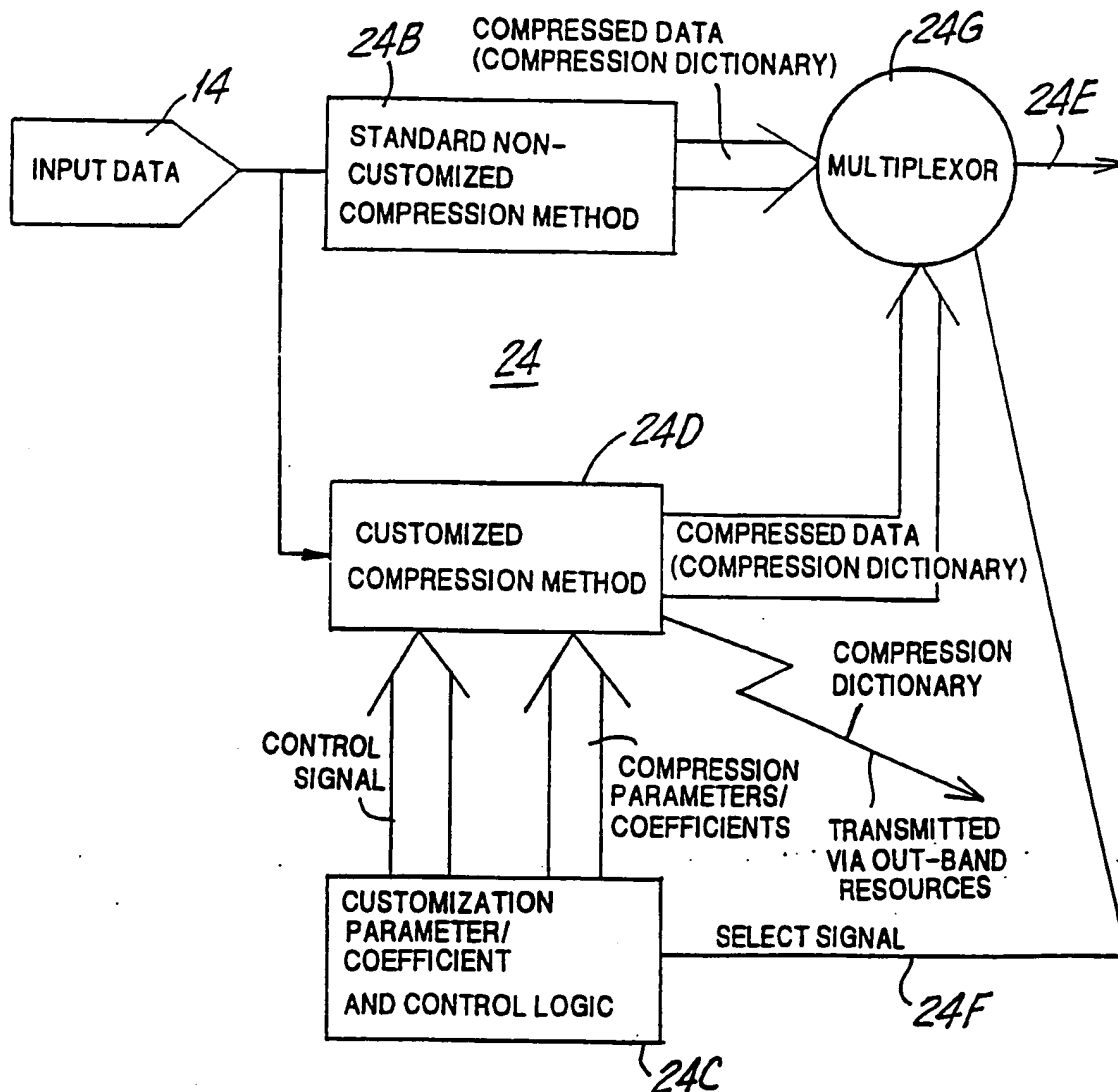 24B
COMPRESSED DATA
(COMPRESSION DICTIONARY)
24G
14
24E
INPUT DATA
STANDARD NON-
CUSTOMIZED
COMPRESSION METHOD
MULTIPLEXOR
24
24D
CUSTOMIZED
COMPRESSION METHOD
COMPRESSED DATA
(COMPRESSION DICTIONARY)
COMPRESSION
DICTIONARY
CONTROL
SIGNAL
COMPRESSION
PARAMETERS/
COEFFICIENTS
TRANSMITTED
VIA OUT-BAND
RESOURCES
CUSTOMIZATION
PARAMETER/
COEFFICIENT
AND CONTROL LOGIC
SELECT SIGNAL
24F
24C